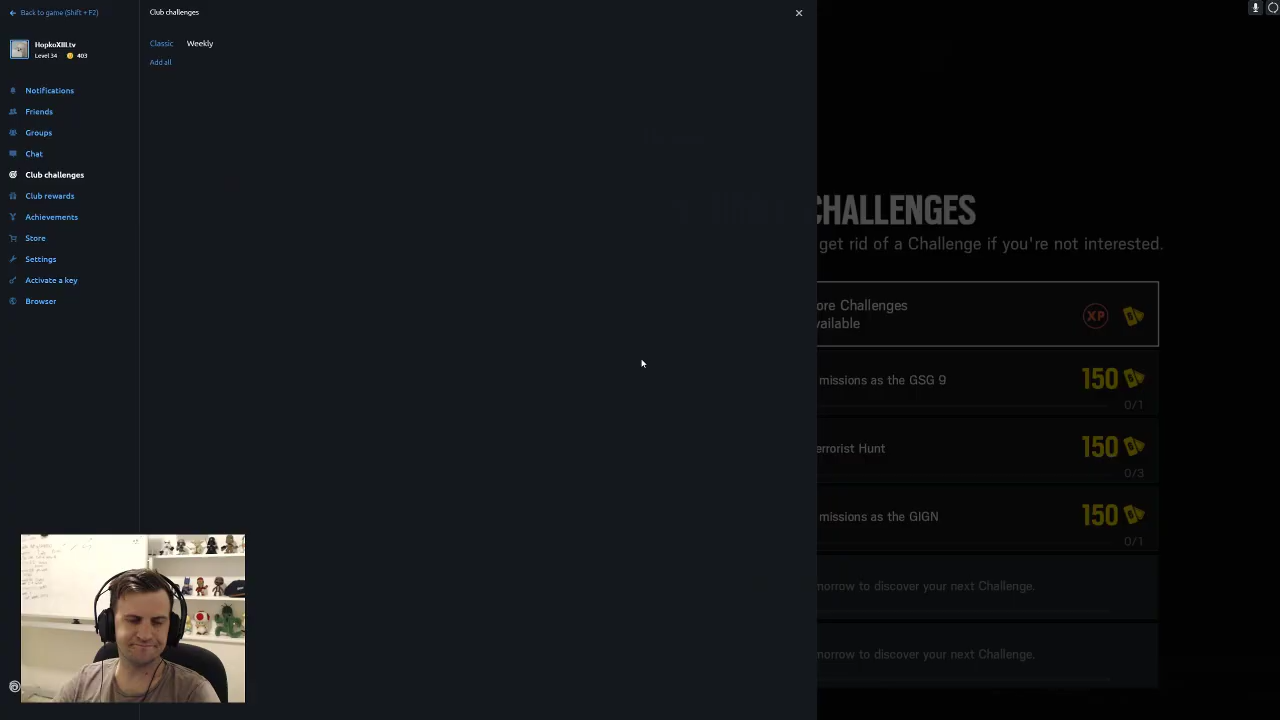 Back to game (Shift + F2)
Club challenges
HopkoXIII.tv
Level 34 403
Classic Weekly
Add all
Notifications
Friends
Groups
Chat
Club challenges
Club rewards
Achievements
Store
Settings
Activate a key
Browser
CHALLENGES
get rid of a Challenge if you're not interested.
ore Challenges
vailable
XP
missions as the GSG 9
150
0/1
errorist Hunt
150
0/3
missions as the GIGN
150
0/1
morrow to discover your next Challenge.
morrow to discover your next Challenge.